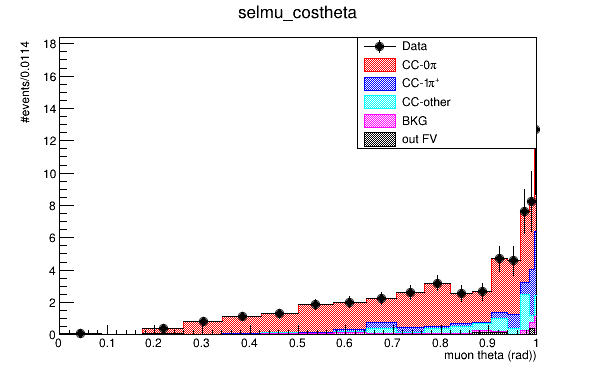 selmu_costheta
#events/0.0114
18
16
14
12
10
8
6
4
2
0
Data
CC-0π
CC-1π⁺
CC-other
BKG
out FV
0 0.1 0.2 0.3 0.4 0.5 0.6 0.7 0.8 0.9 1
muon theta (rad))